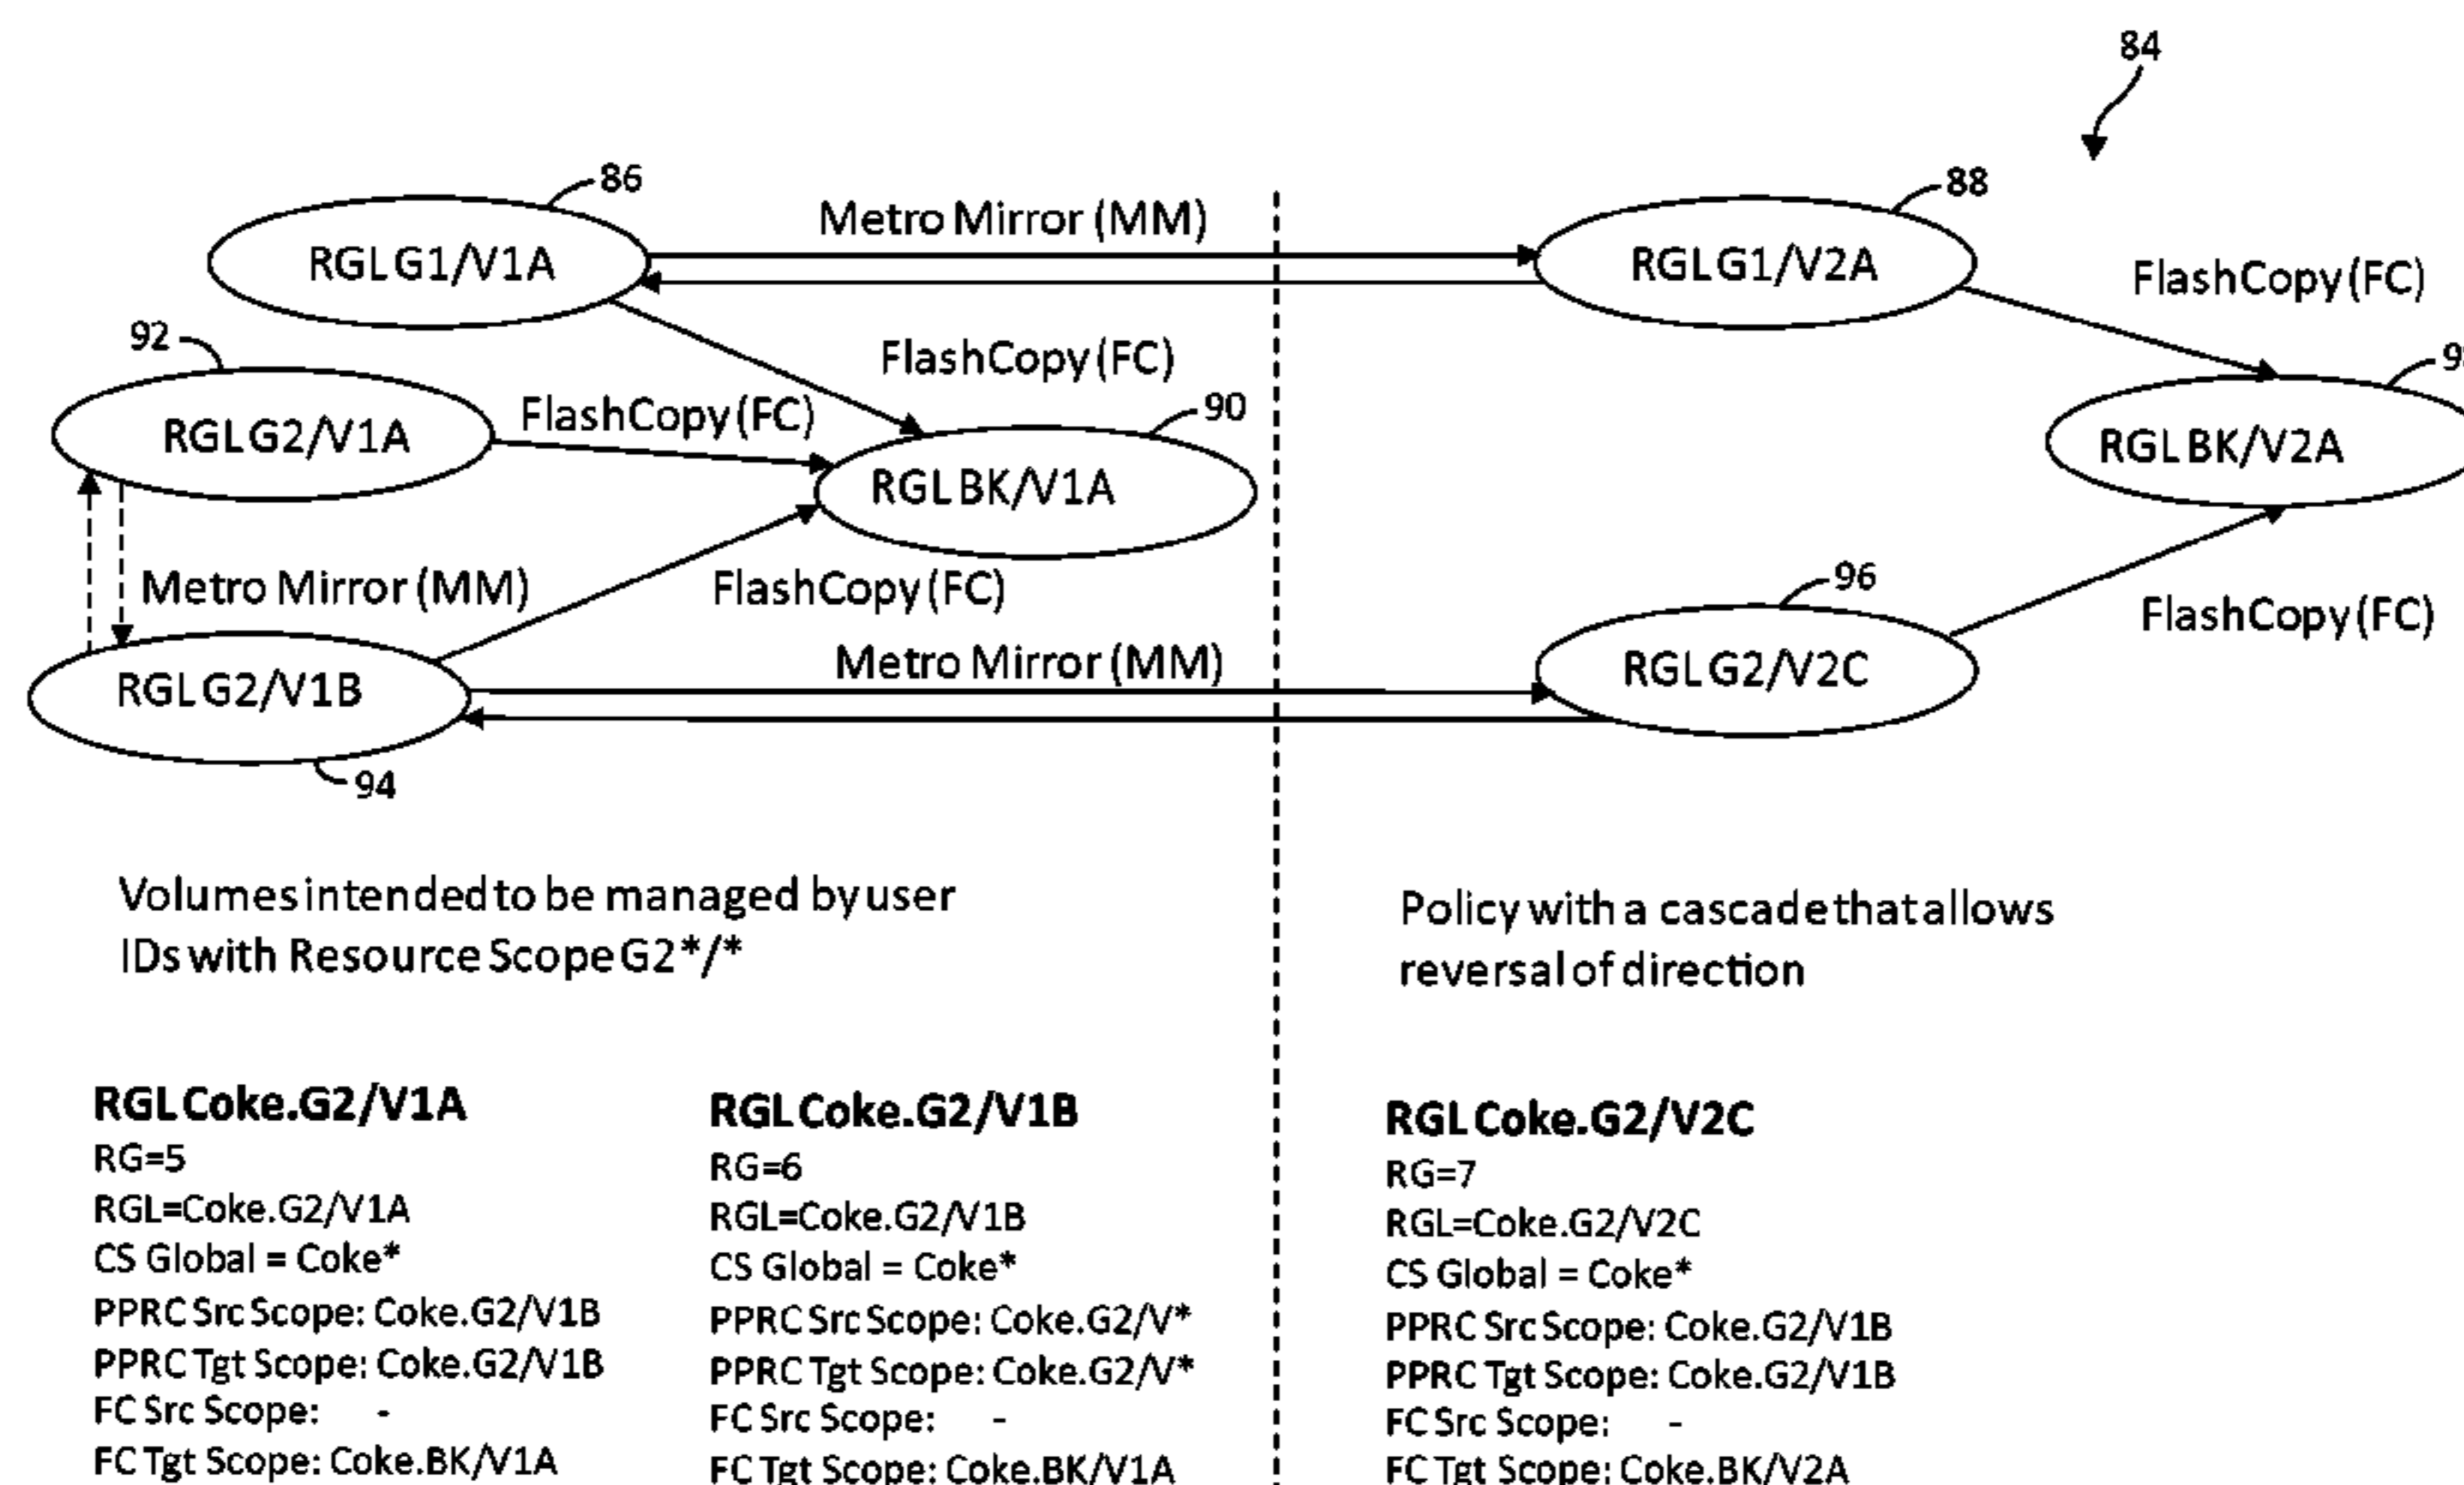 84
86
88
Metro Mirror (MM)
RGL G1/V1A
RGL G1/V2A
FlashCopy (FC)
92
FlashCopy (FC)
90
RGL G2/V1A
FlashCopy (FC)
RGL BK/V1A
RGL BK/V2A
Metro Mirror (MM)
FlashCopy (FC)
96
FlashCopy (FC)
RGL G2/V1B
Metro Mirror (MM)
RGL G2/V2C
94
Volumes intended to be managed by user
IDs with Resource Scope G2*/*
Policy with a cascade that allows
reversal of direction
RGL Coke.G2/V1A
RG=5
RGL=Coke.G2/V1A
CS Global = Coke*
PPRC Src Scope: Coke.G2/V1B
PPRC Tgt Scope: Coke.G2/V1B
FC Src Scope: -
FC Tgt Scope: Coke.BK/V1A
RGL Coke.G2/V1B
RG=6
RGL=Coke.G2/V1B
CS Global = Coke*
PPRC Src Scope: Coke.G2/V*
PPRC Tgt Scope: Coke.G2/V*
FC Src Scope: -
FC Tgt Scope: Coke.BK/V1A
RGL Coke.G2/V2C
RG=7
RGL=Coke.G2/V2C
CS Global = Coke*
PPRC Src Scope: Coke.G2/V1B
PPRC Tgt Scope: Coke.G2/V1B
FC Src Scope: -
FC Tgt Scope: Coke.BK/V2A